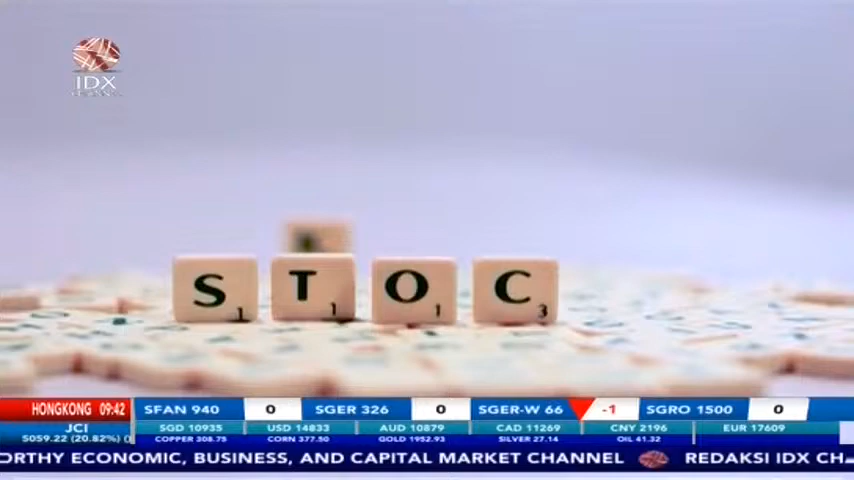 IDX
CHANNEL
S1 T1 O1 C3
HONGKONG 09:42 SFAN 940 0 SGER 326 0 SGER-W 66 -1 SGRO 1500 0
JCI SGD 10935 USD 14833 AUD 10879 CAD 11269 CNY 2196 EUR 17609
5059.22 (20.82%) COPPER 308.75 CORN 377.50 GOLD 1952.93 SILVER 27.14 OIL 41.32
ORTHY ECONOMIC, BUSINESS, AND CAPITAL MARKET CHANNEL REDAKSI IDX CH